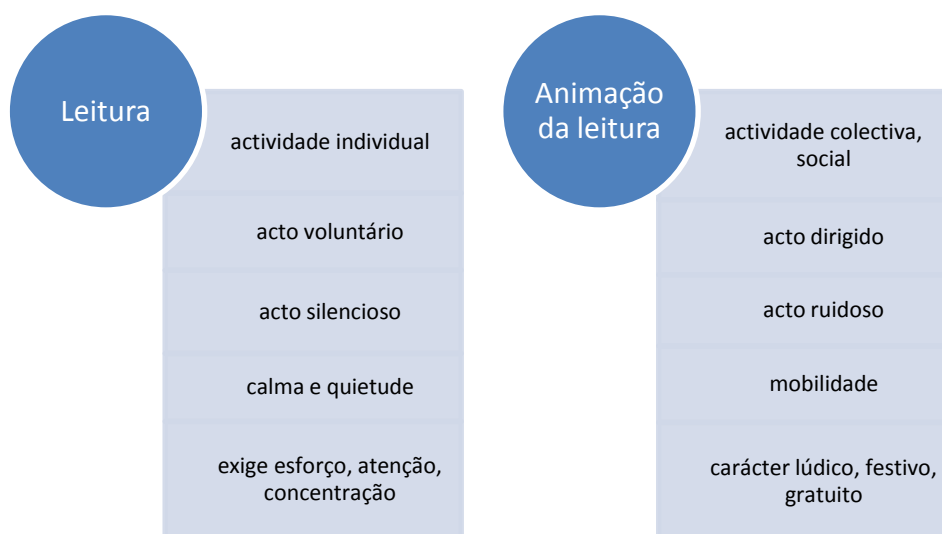 Leitura
actividade individual
acto voluntário
acto silencioso
calma e quietude
exige esforço, atenção,
concentração
Animação
da leitura
actividade colectiva,
social
acto dirigido
acto ruidoso
mobilidade
carácter lúdico, festivo,
gratuito